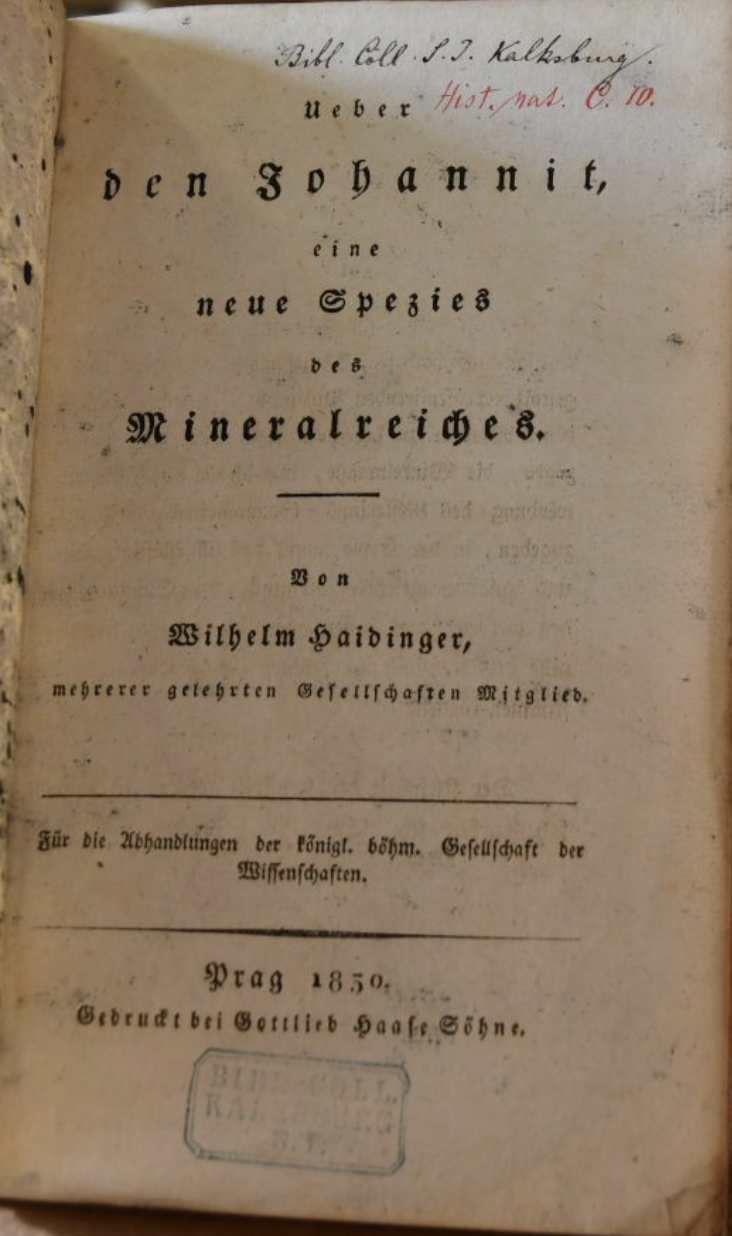 Bibl. Coll. S. J. Kalksburg.
Hist. nat. C. 10.
Ueber
den Johannit,
eine
neue Spezies
des
Mineralreiches.
Von
Wilhelm Haidinger,
mehrerer gelehrten Gesellschaften Mitglied.
Für die Abhandlungen der königl. böhm. Gesellschaft der
Wissenschaften.
Prag 1830.
Gedruckt bei Gottlieb Haase Söhne.
BIBL. COLL.
KALKSBURG
S. J.